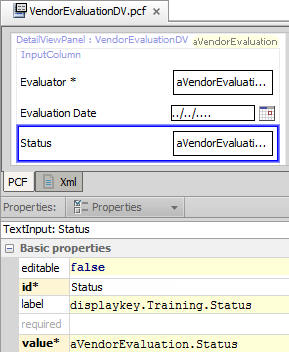 VendorEvaluationDV.pcf
DetailViewPanel : VendorEvaluationDV aVendorEvaluation
InputColumn
Evaluator * aVendorEvaluati...
Evaluation Date ../../....
Status aVendorEvaluati...
PCF Xml
Properties: Properties
TextInput: Status
Basic properties
editable false
id* Status
label displaykey.Training.Status
required
value* aVendorEvaluation.Status